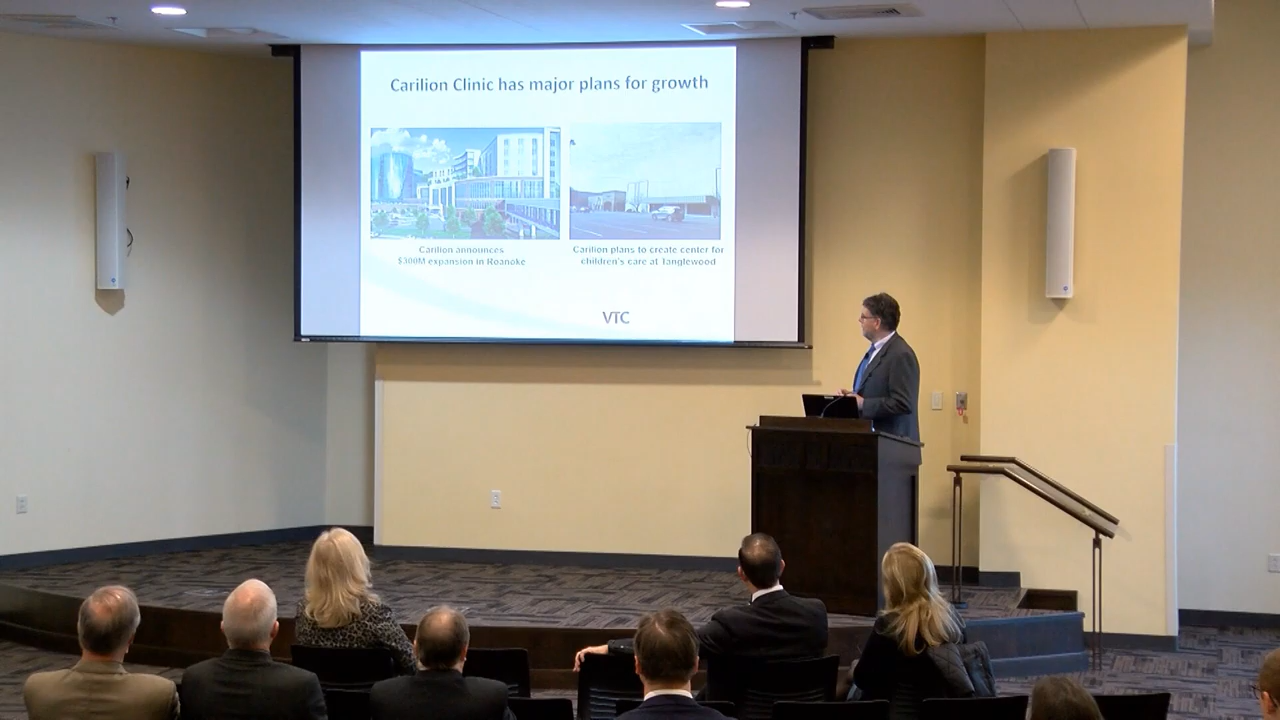 Carilion Clinic has major plans for growth
Carilion announces
$300M expansion in Roanoke
Carilion plans to create center for
children's care at Tanglewood
VTC